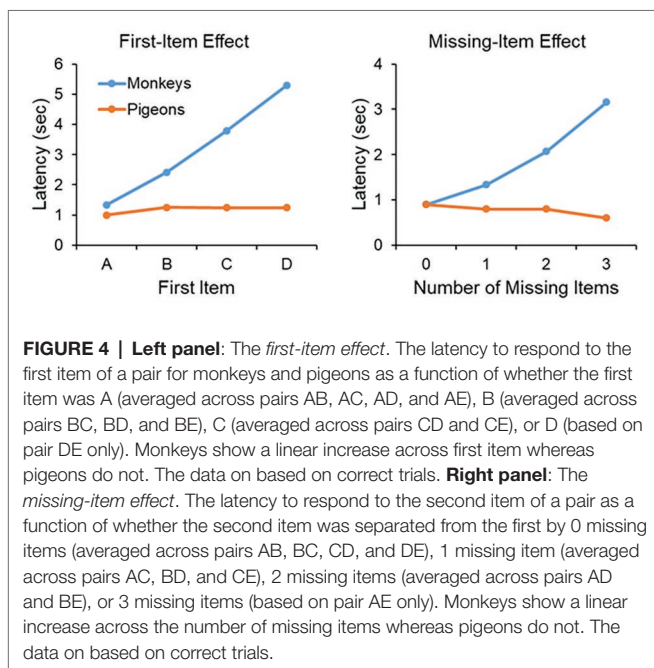 First-Item Effect
6
5
4
3
2
1
0
Latency (sec)
Monkeys
Pigeons
A B C D
First Item
Missing-Item Effect
4
3
2
1
0
Latency (sec)
0 1 2 3
Number of Missing Items
FIGURE 4 | Left panel: The first-item effect. The latency to respond to the
first item of a pair for monkeys and pigeons as a function of whether the first
item was A (averaged across pairs AB, AC, AD, and AE), B (averaged across
pairs BC, BD, and BE), C (averaged across pairs CD and CE), or D (based on
pair DE only). Monkeys show a linear increase across first item whereas
pigeons do not. The data on based on correct trials. Right panel: The
missing-item effect. The latency to respond to the second item of a pair as a
function of whether the second item was separated from the first by 0 missing
items (averaged across pairs AB, BC, CD, and DE), 1 missing item (averaged
across pairs AC, BD, and CE), 2 missing items (averaged across pairs AD
and BE), or 3 missing items (based on pair AE only). Monkeys show a linear
increase across the number of missing items whereas pigeons do not. The
data on based on correct trials.